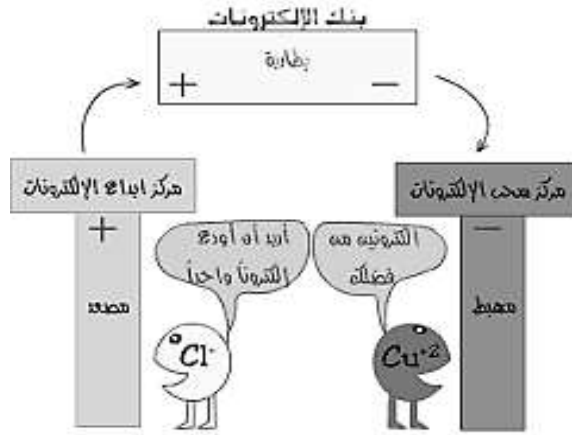 بنك الإلكترونات
بطارية
+
−
مركز ايداع الإلكترونات
مركز سحب الإلكترونات
+
−
أريد أن أودع
إلكتروناً واحداً
إلكترونين من
فضلك
مصعد
مهبط
Cl⁻
Cu⁺²